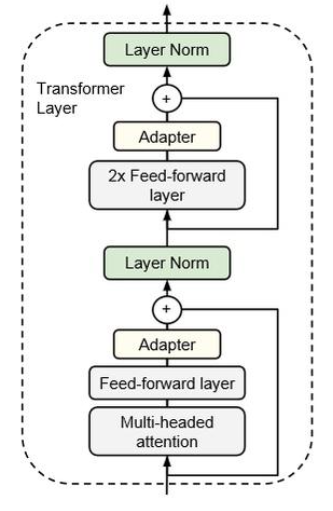 Layer Norm
Transformer
Layer
+
Adapter
2x Feed-forward
layer
Layer Norm
+
Adapter
Feed-forward layer
Multi-headed
attention